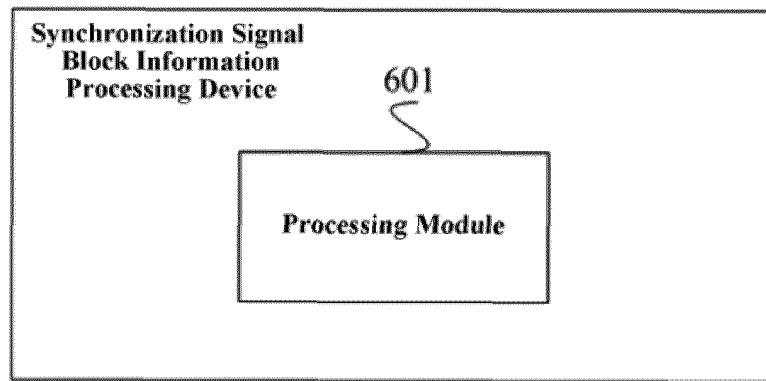 Synchronization Signal
Block Information
Processing Device
601
Processing Module